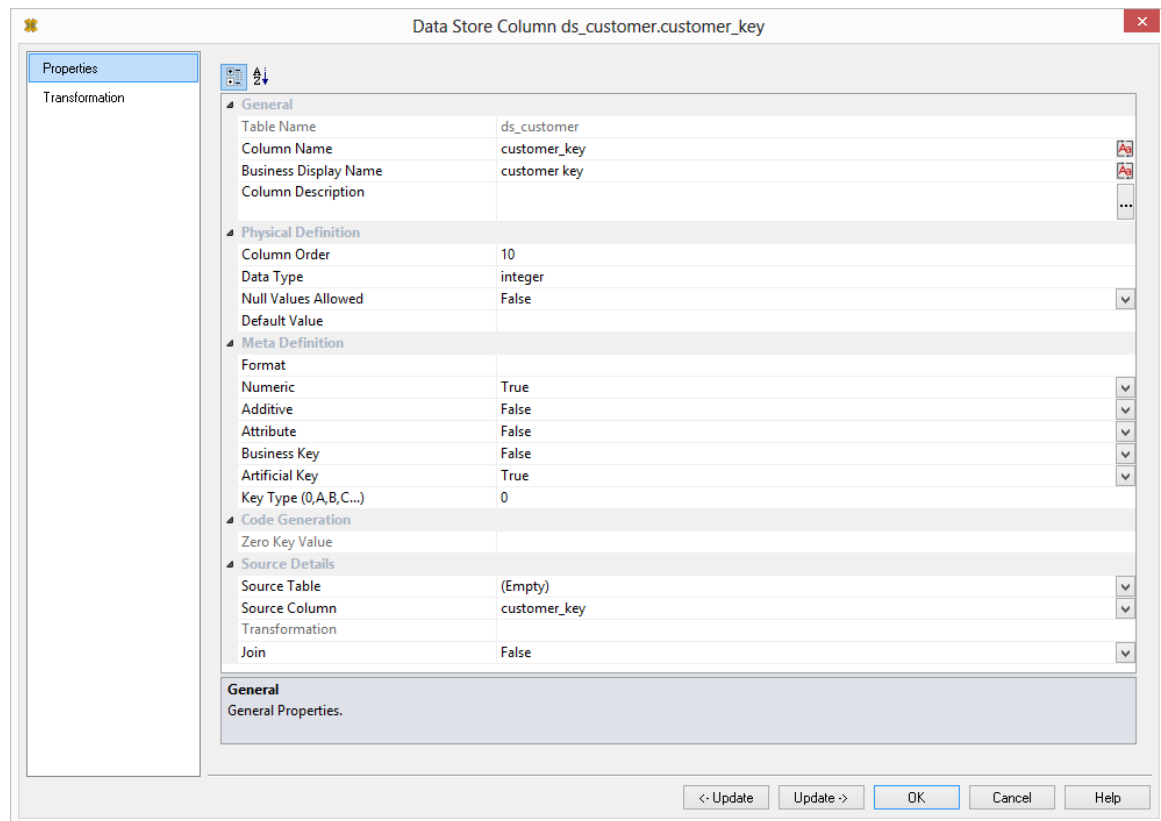 Data Store Column ds_customer.customer_key
Properties
Transformation
General
Table Name ds_customer
Column Name customer_key
Business Display Name customer key
Column Description
...
Physical Definition
Column Order 10
Data Type integer
Null Values Allowed False
Default Value
Meta Definition
Format
Numeric True
Additive False
Attribute False
Business Key False
Artificial Key True
Key Type (0,A,B,C...) 0
Code Generation
Zero Key Value
Source Details
Source Table (Empty)
Source Column customer_key
Transformation
Join False
General
General Properties.
<- Update Update -> OK Cancel Help